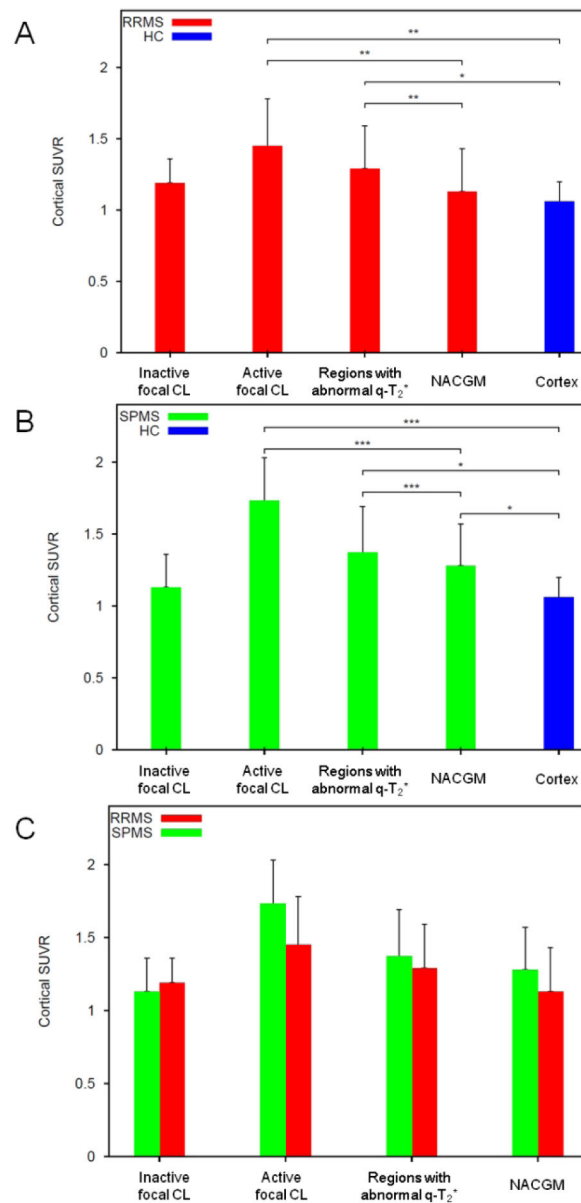 A
RRMS
HC
**
**
*
**
2
1.5
1
0.5
0
Cortical SUVR
Inactive
focal CL
Active
focal CL
Regions with
abnormal q-T₂*
NACGM
Cortex
B
SPMS
HC
***
***
*
***
*
2
1.5
1
0.5
0
Cortical SUVR
Inactive
focal CL
Active
focal CL
Regions with
abnormal q-T₂*
NACGM
Cortex
C
RRMS
SPMS
2
1.5
1
0.5
0
Cortical SUVR
Inactive
focal CL
Active
focal CL
Regions with
abnormal q-T₂*
NACGM